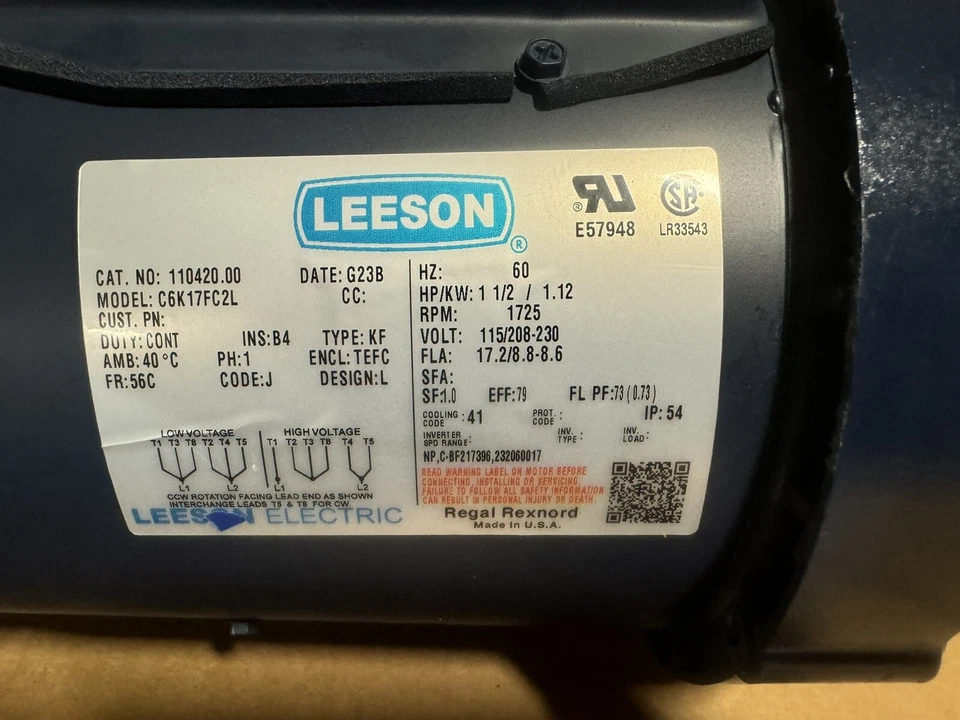 LEESON
®
®
E57948
SA
LR33543
CAT. NO: 110420.00 DATE: G23B
MODEL: C6K17FC2L CC:
CUST. PN:
DUTY: CONT INS:B4 TYPE: KF
AMB: 40 °C PH:1 ENCL: TEFC
FR:56C CODE:J DESIGN:L
HZ: 60
HP/KW: 1 1/2 / 1.12
RPM: 1725
VOLT: 115/208-230
FLA: 17.2/8.8-8.6
SFA:
SF:1.0 EFF:79 FL PF:73 (0.73)
COOLING CODE : 41 PROT. CODE : IP: 54
INVERTER SPD RANGE: INV. TYPE : INV. LOAD:
NP,C-BF217396,232060017
READ WARNING LABEL ON MOTOR BEFORE
CONNECTING, INSTALLING OR SERVICING.
FAILURE TO FOLLOW ALL SAFETY INFORMATION
CAN RESULT IN PERSONAL INJURY OR DEATH
Regal Rexnord
Made in U.S.A.
LOW VOLTAGE HIGH VOLTAGE
T1 T3 T8 T2 T4 T5 T1 T2 T3 T8 T4 T5
L1 L2 L1 L2
CCW ROTATION FACING LEAD END AS SHOWN
INTERCHANGE LEADS T5 & T8 FOR CW.
LEESON ELECTRIC